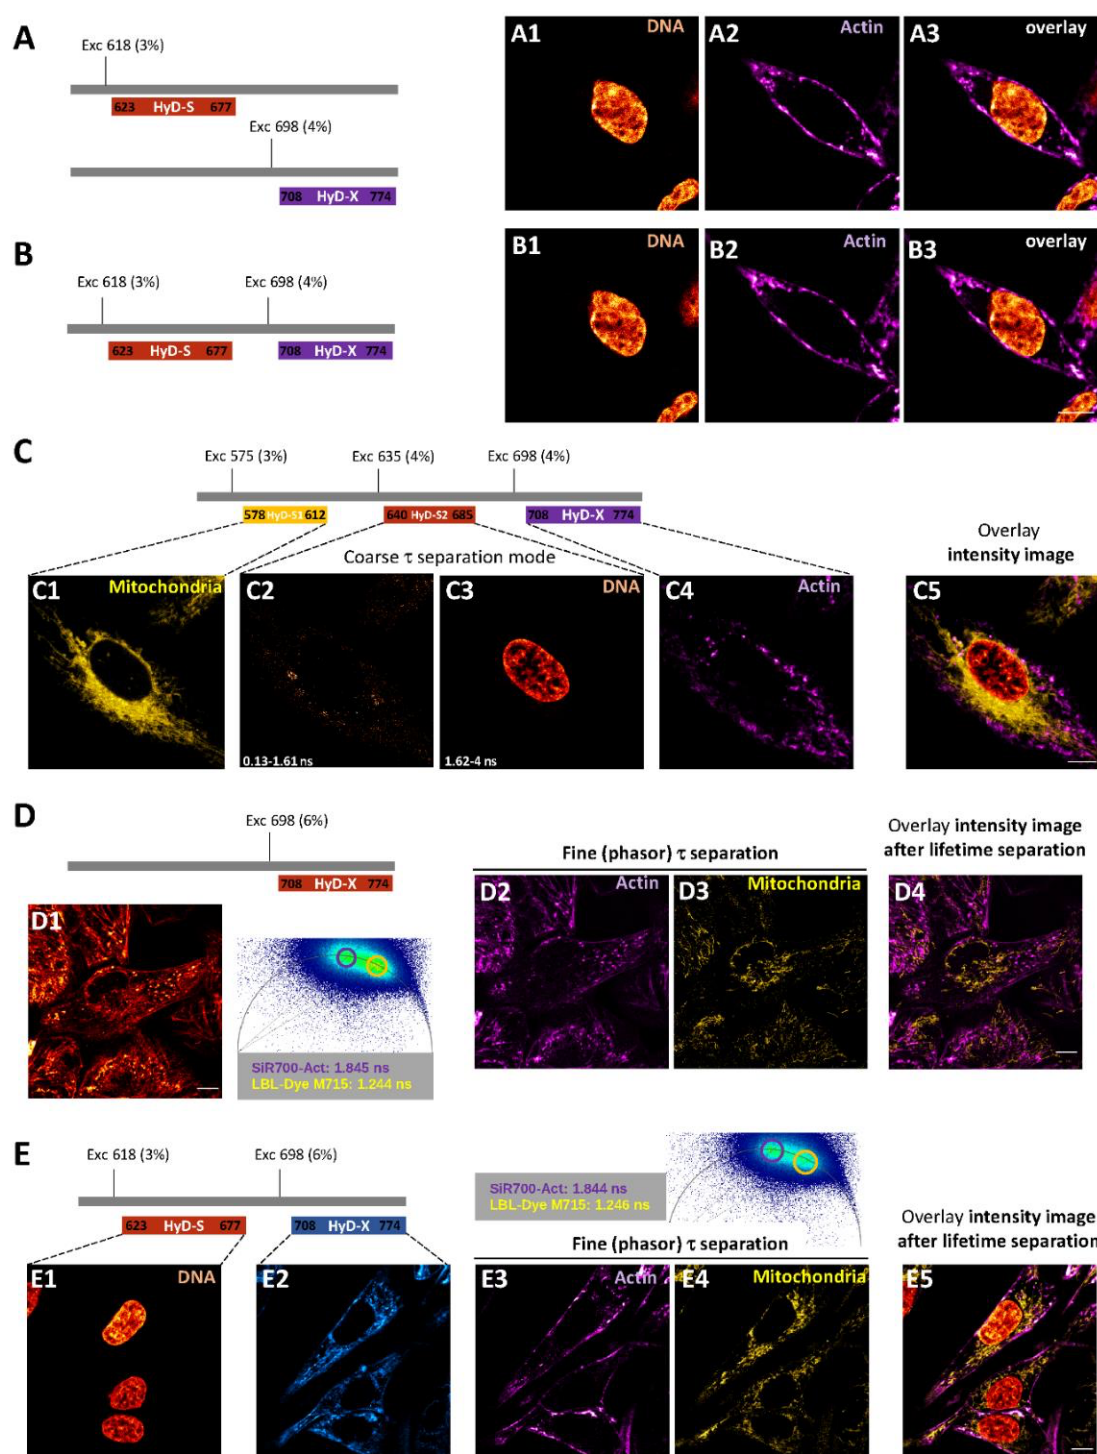 A
Exc 618 (3%)
623 HyD-S 677
Exc 698 (4%)
708 HyD-X 774
A1 DNA
A2 Actin
A3 overlay
B
Exc 618 (3%) Exc 698 (4%)
623 HyD-S 677 708 HyD-X 774
B1 DNA
B2 Actin
B3 overlay
C
Exc 575 (3%) Exc 635 (4%) Exc 698 (4%)
578 HyD-S1 612 640 HyD-S2 685 708 HyD-X 774
Coarse τ separation mode
Overlay
intensity image
C1 Mitochondria
C2
0.13-1.61 ns
C3 DNA
1.62-4 ns
C4 Actin
C5
D
Exc 698 (6%)
708 HyD-X 774
D1
SiR700-Act: 1.845 ns
LBL-Dye M715: 1.244 ns
Fine (phasor) τ separation
D2 Actin
D3 Mitochondria
Overlay intensity image
after lifetime separation
D4
E
Exc 618 (3%) Exc 698 (6%)
623 HyD-S 677 708 HyD-X 774
SiR700-Act: 1.844 ns
LBL-Dye M715: 1.246 ns
Fine (phasor) τ separation
Overlay intensity image
after lifetime separation
E1 DNA
E2
E3 Actin
E4 Mitochondria
E5